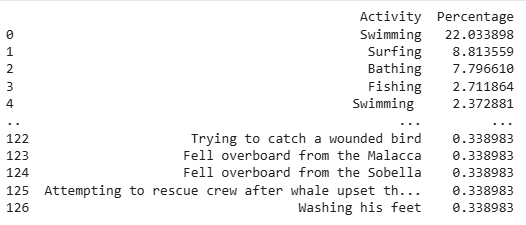 Activity Percentage
0 Swimming 22.033898
1 Surfing 8.813559
2 Bathing 7.796610
3 Fishing 2.711864
4 Swimming 2.372881
.. ... ...
122 Trying to catch a wounded bird 0.338983
123 Fell overboard from the Malacca 0.338983
124 Fell overboard from the Sobella 0.338983
125 Attempting to rescue crew after whale upset th... 0.338983
126 Washing his feet 0.338983